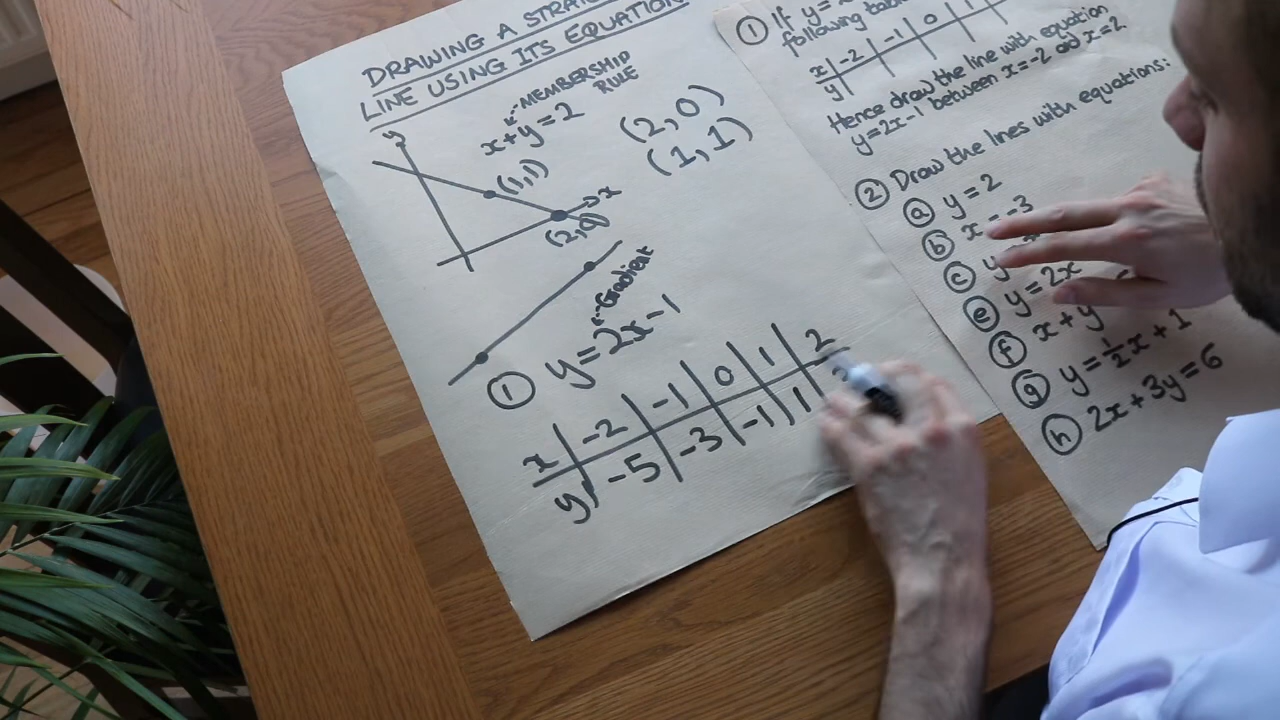 DRAWING A STRAIG
LINE USING ITS EQUATION
MEMBERSHIP
RULE
x+y=2
(2,0)
(1,1)
y
(1,1)
x
(2,0)
Gradient
① y=2x-1
x -2 -1 0 1 2
y -5 -3 -1 1
① If y=
following
x -2 -1 0 1
y
Hence draw the line with equation
y=2x-1 between x=-2 and x=2
② Draw the lines with equations:
ⓐ y=2
ⓑ x=-3
ⓒ y
ⓔ y=2x
ⓕ x+y
ⓖ y=½x+1
ⓗ 2x+3y=6